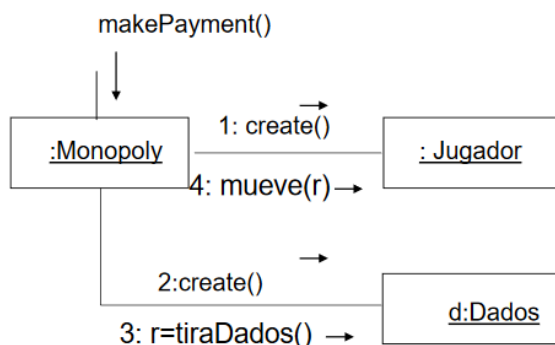 makePayment()
1: create()
:Monopoly
: Jugador
4: mueve(r)
2:create()
d:Dados
3: r=tiraDados()